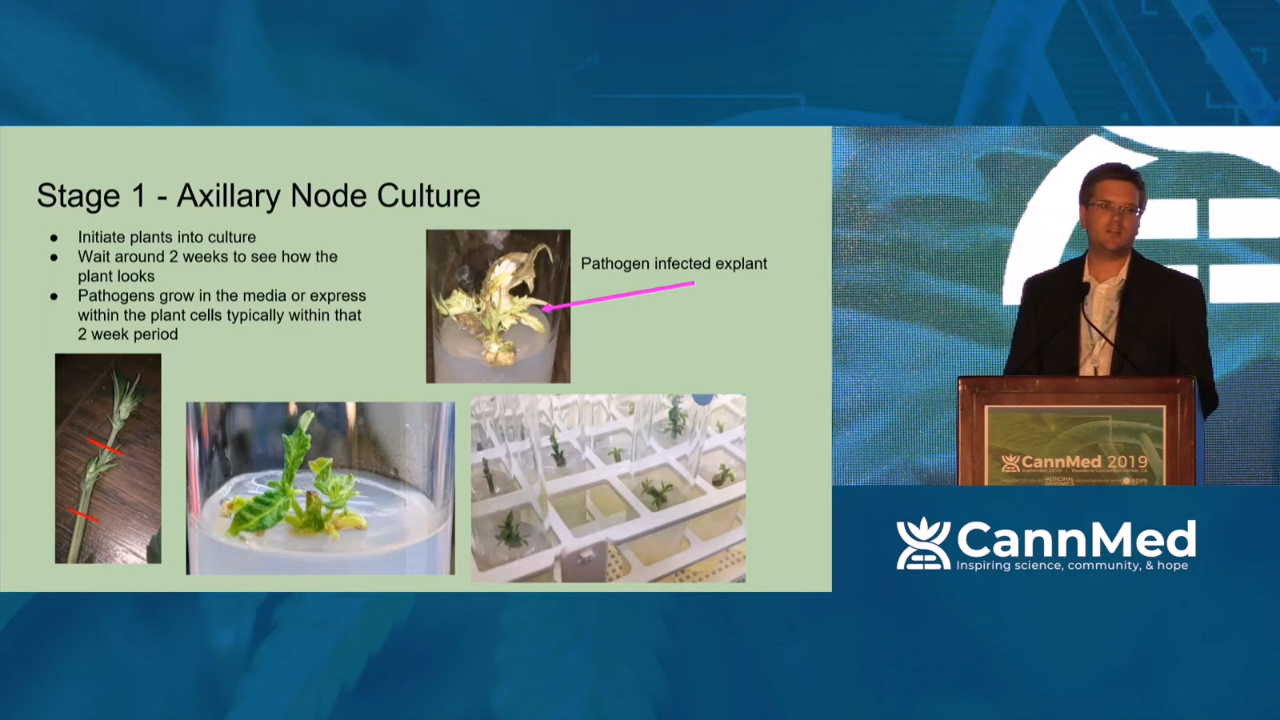 Stage 1 - Axillary Node Culture
● Initiate plants into culture
● Wait around 2 weeks to see how the
plant looks
● Pathogens grow in the media or express
within the plant cells typically within that
2 week period
Pathogen infected explant
CannMed 2019
MEDICINAL
GENOMICS
CannMed
Inspiring science, community, & hope